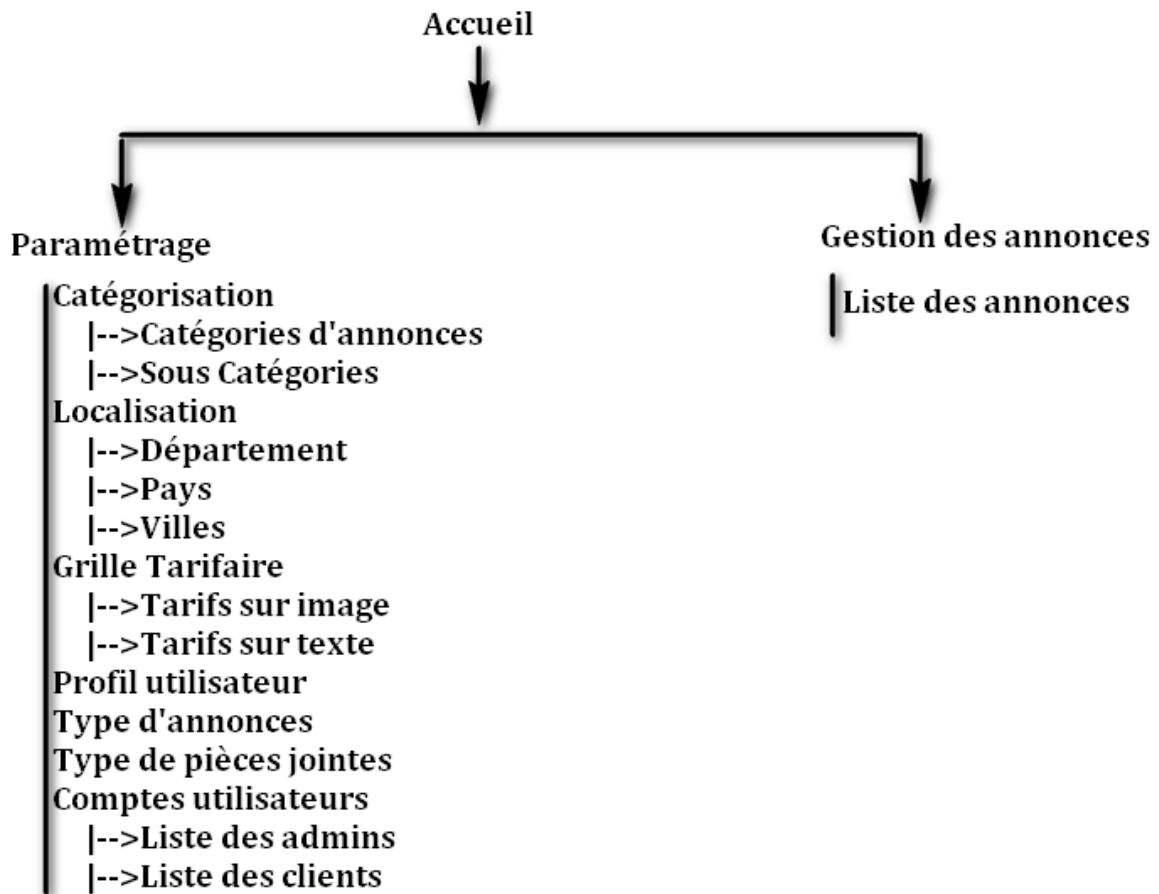 Accueil
Paramétrage
Catégorisation
|-->Catégories d'annonces
|-->Sous Catégories
Localisation
|-->Département
|-->Pays
|-->Villes
Grille Tarifaire
|-->Tarifs sur image
|-->Tarifs sur texte
Profil utilisateur
Type d'annonces
Type de pièces jointes
Comptes utilisateurs
|-->Liste des admins
|-->Liste des clients
Gestion des annonces
Liste des annonces